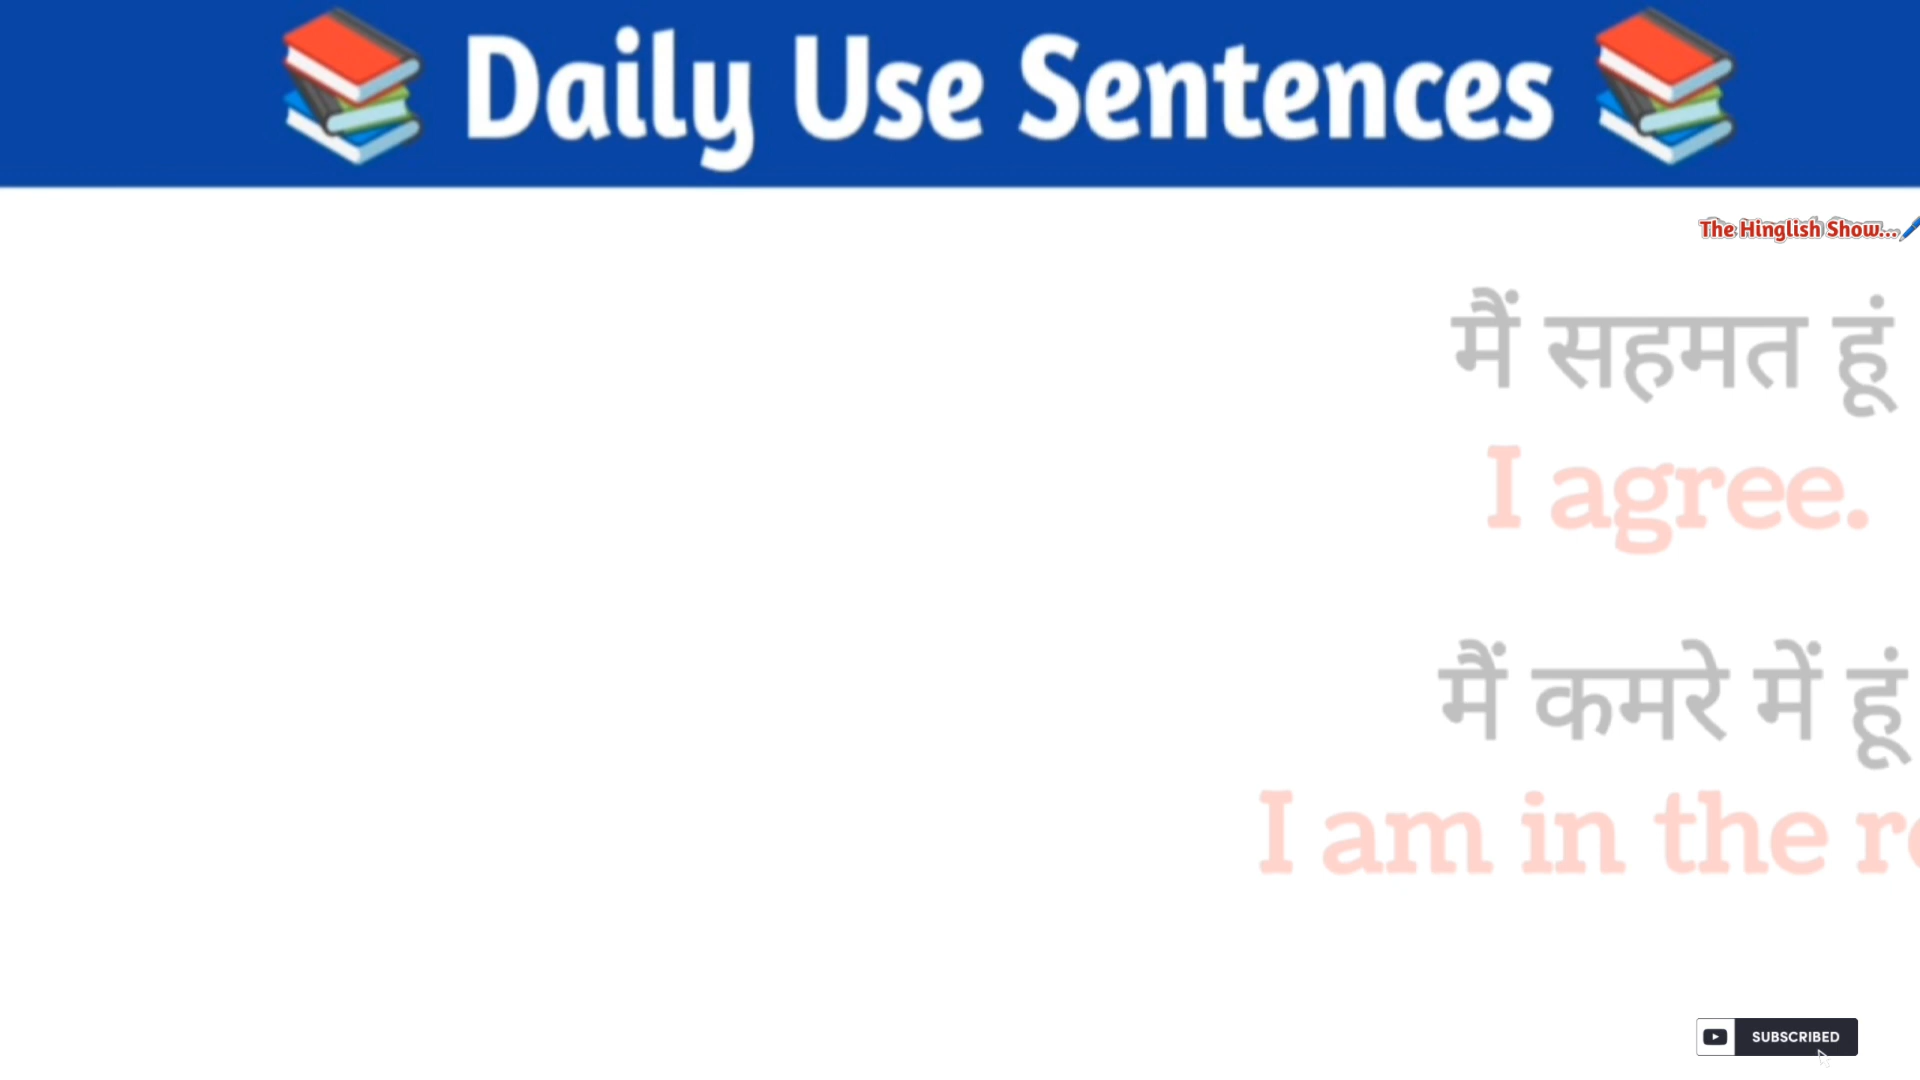 Daily Use Sentences
The Hinglish Show...
मैं सहमत हूं
I agree.
मैं कमरे में हूं
I am in the
SUBSCRIBED